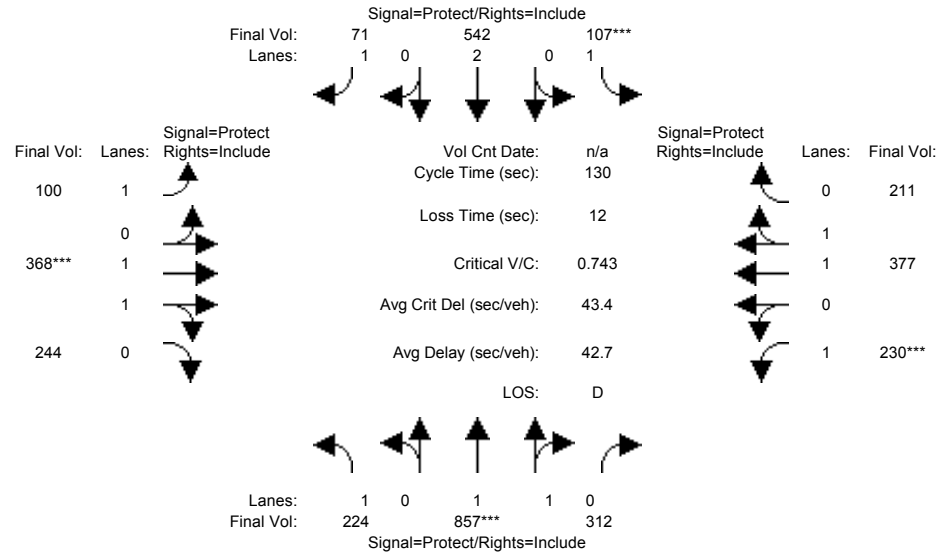 Signal=Protect/Rights=Include
Final Vol: 71 542 107***
Lanes: 1 0 2 0 1
Signal=Protect
Final Vol: Lanes: Rights=Include
Vol Cnt Date: n/a
Signal=Protect
Rights=Include Lanes: Final Vol:
Cycle Time (sec): 130
100 1
0 211
Loss Time (sec): 12
0
1
368*** 1
Critical V/C: 0.743
1 377
1
Avg Crit Del (sec/veh): 43.4
0
244 0
Avg Delay (sec/veh): 42.7
1 230***
LOS: D
Lanes: 1 0 1 1 0
Final Vol: 224 857*** 312
Signal=Protect/Rights=Include